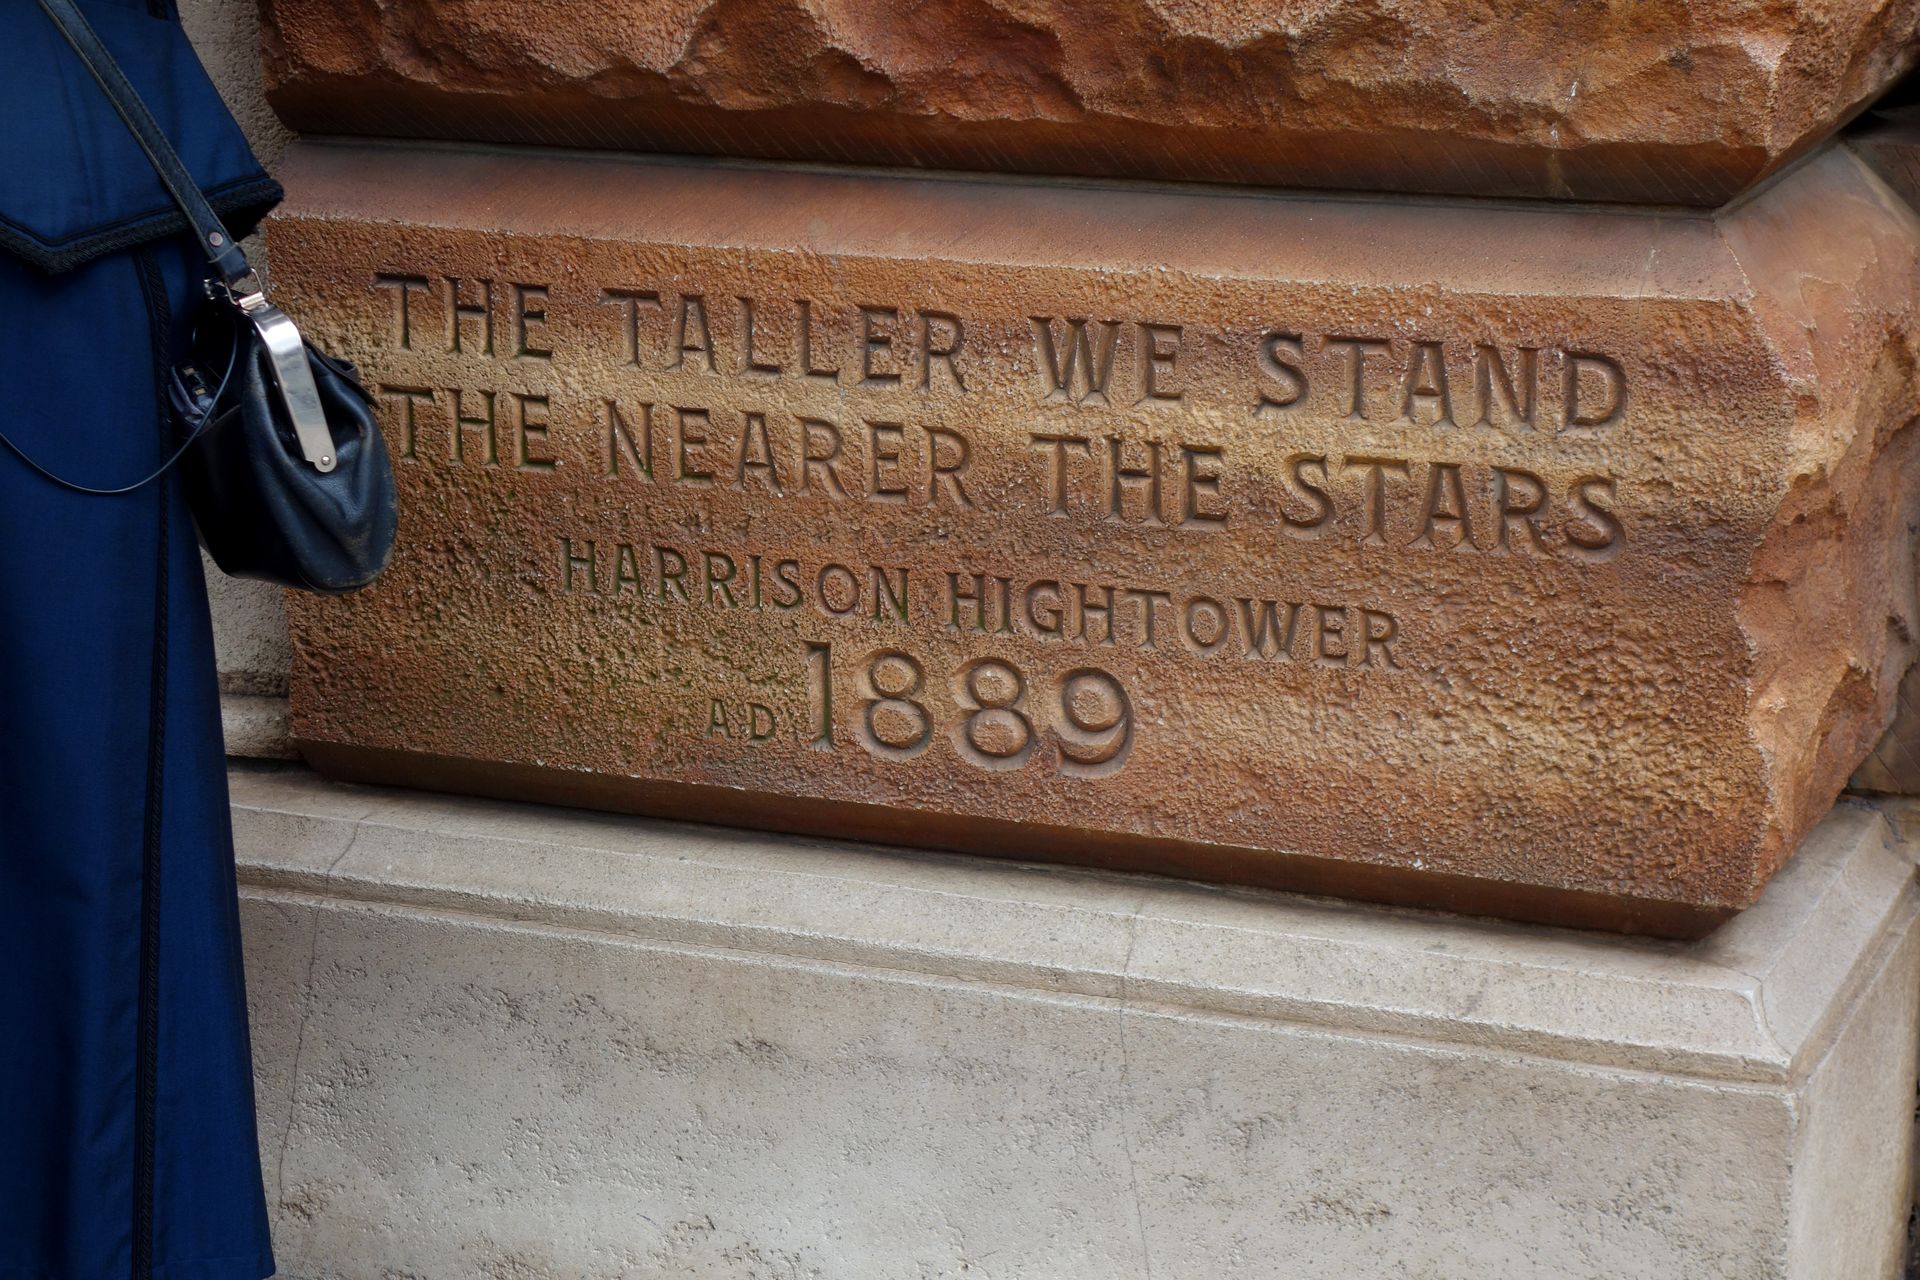 THE TALLER WE STAND
THE NEARER THE STARS
HARRISON HIGHTOWER
AD 1889